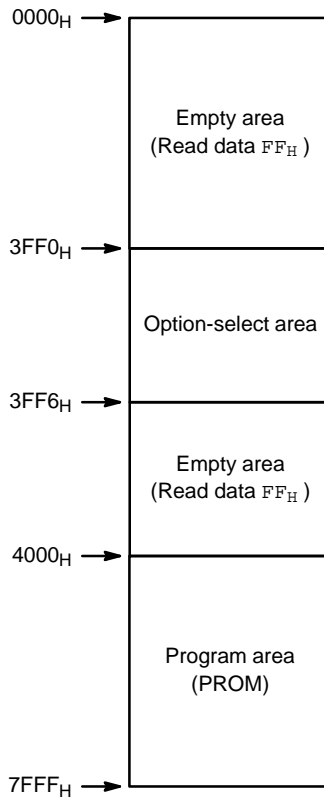 0000H
Empty area
(Read data FFH )
3FF0H
Option-select area
3FF6H
Empty area
(Read data FFH )
4000H
Program area
(PROM)
7FFFH